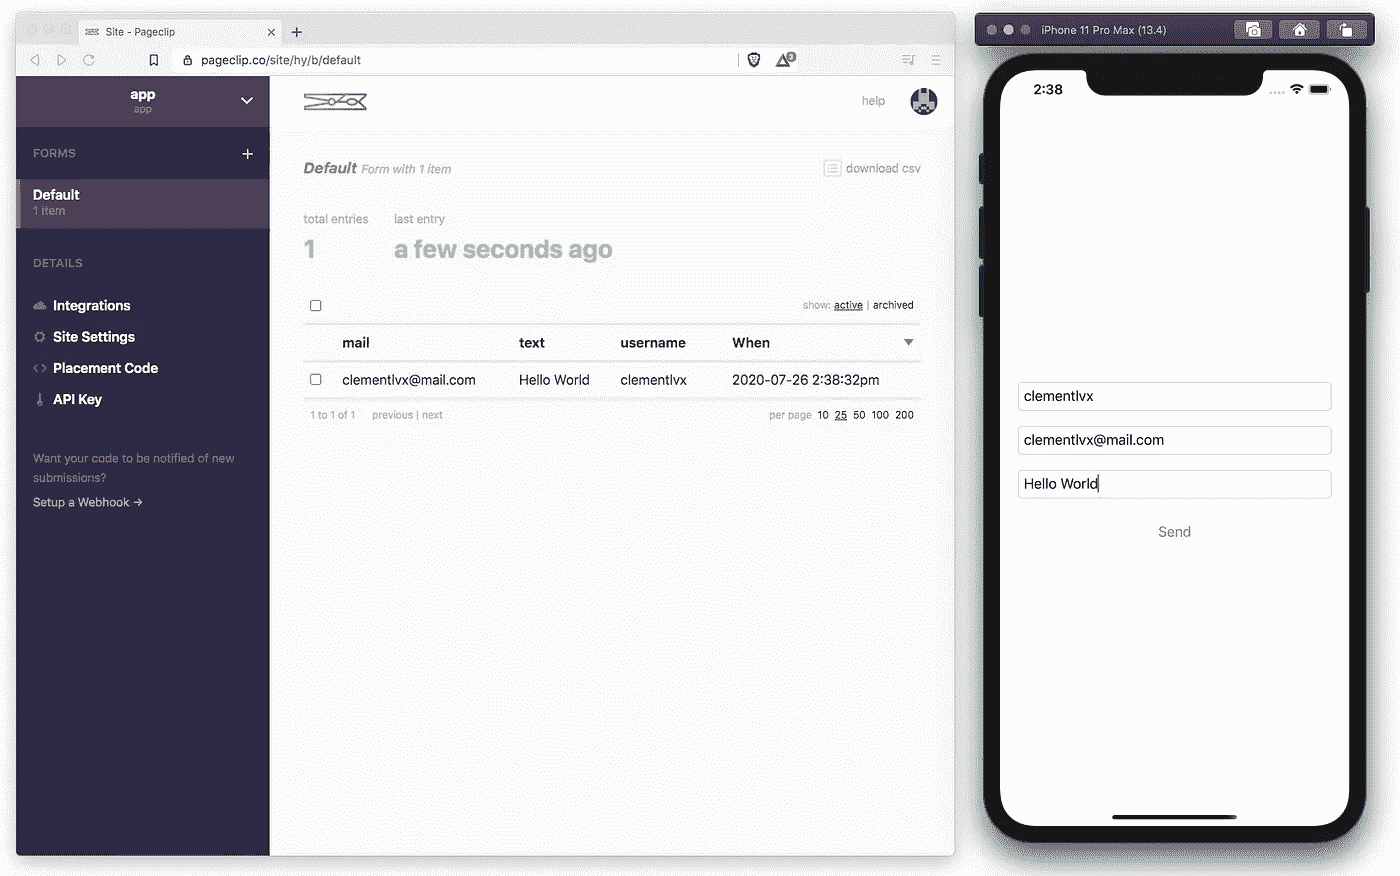 Site - Pageclip
pageclip.co/site/hy/b/default
3
app
app
FORMS
Default
1 item
DETAILS
Integrations
Site Settings
Placement Code
API Key
Want your code to be notified of new
submissions?
Setup a Webhook →
help
Default Form with 1 item
download csv
total entries last entry
1 a few seconds ago
show: active | archived
mail text username When
clementlvx@mail.com Hello World clementlvx 2020-07-26 2:38:32pm
1 to 1 of 1 previous | next per page 10 25 50 100 200
iPhone 11 Pro Max (13.4)
2:38
clementlvx
clementlvx@mail.com
Hello World
Send